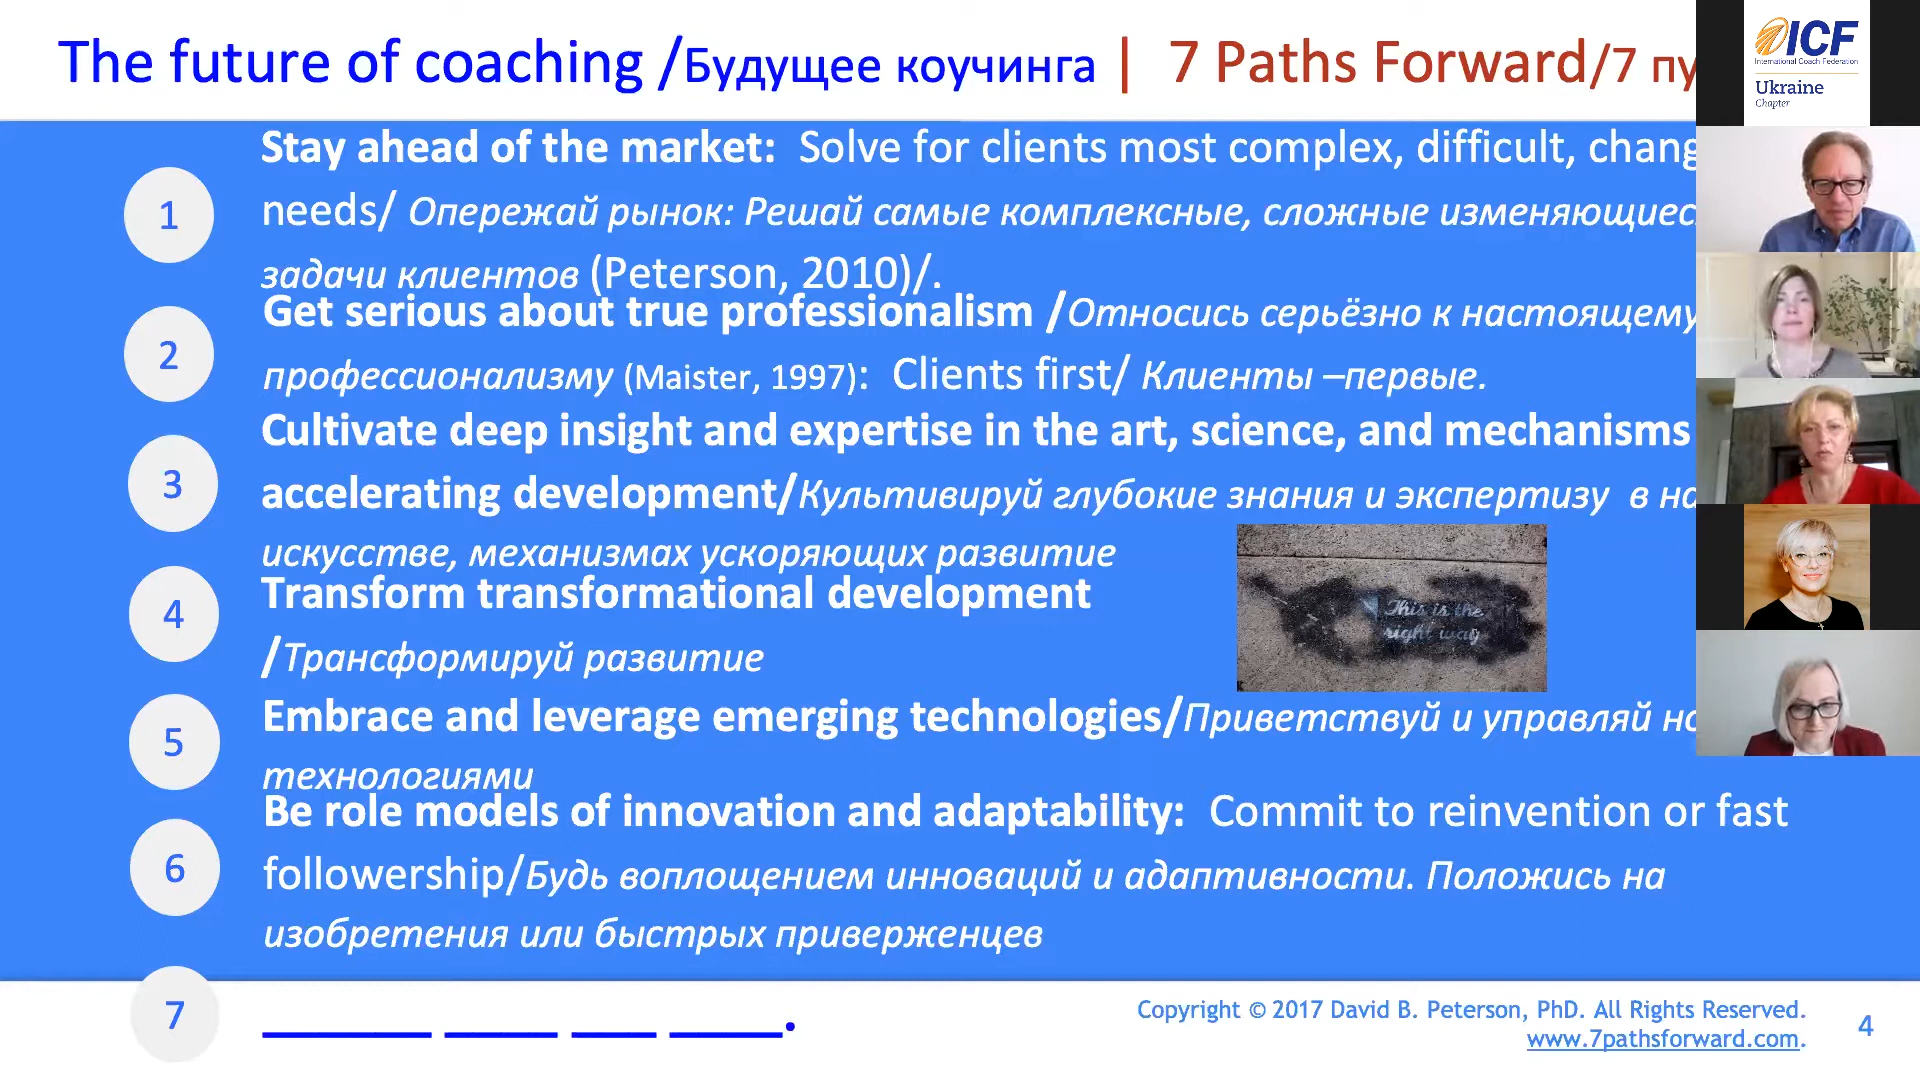 The future of coaching /Будущее коучинга | 7 Paths Forward/7 пу
ICF
International Coach Federation
Ukraine
Chapter
1
Stay ahead of the market: Solve for clients most complex, difficult, chang
needs/ Опережай рынок: Решай самые комплексные, сложные изменяющиес
задачи клиентов (Peterson, 2010)/.
2
Get serious about true professionalism /Относись серьёзно к настоящему
профессионализму (Maister, 1997): Clients first/ Клиенты –первые.
3
Cultivate deep insight and expertise in the art, science, and mechanisms
accelerating development/Культивируй глубокие знания и экспертизу в на
искусстве, механизмах ускоряющих развитие
4
Transform transformational development
/Трансформируй развитие
This is the
right way
5
Embrace and leverage emerging technologies/Приветствуй и управляй но
технологиями
6
Be role models of innovation and adaptability: Commit to reinvention or fast
followership/Будь воплощением инноваций и адаптивности. Положись на
изобретения или быстрых приверженцев
7
______ ____ ___ ____.
Copyright © 2017 David B. Peterson, PhD. All Rights Reserved.
www.7pathsforward.com.
4